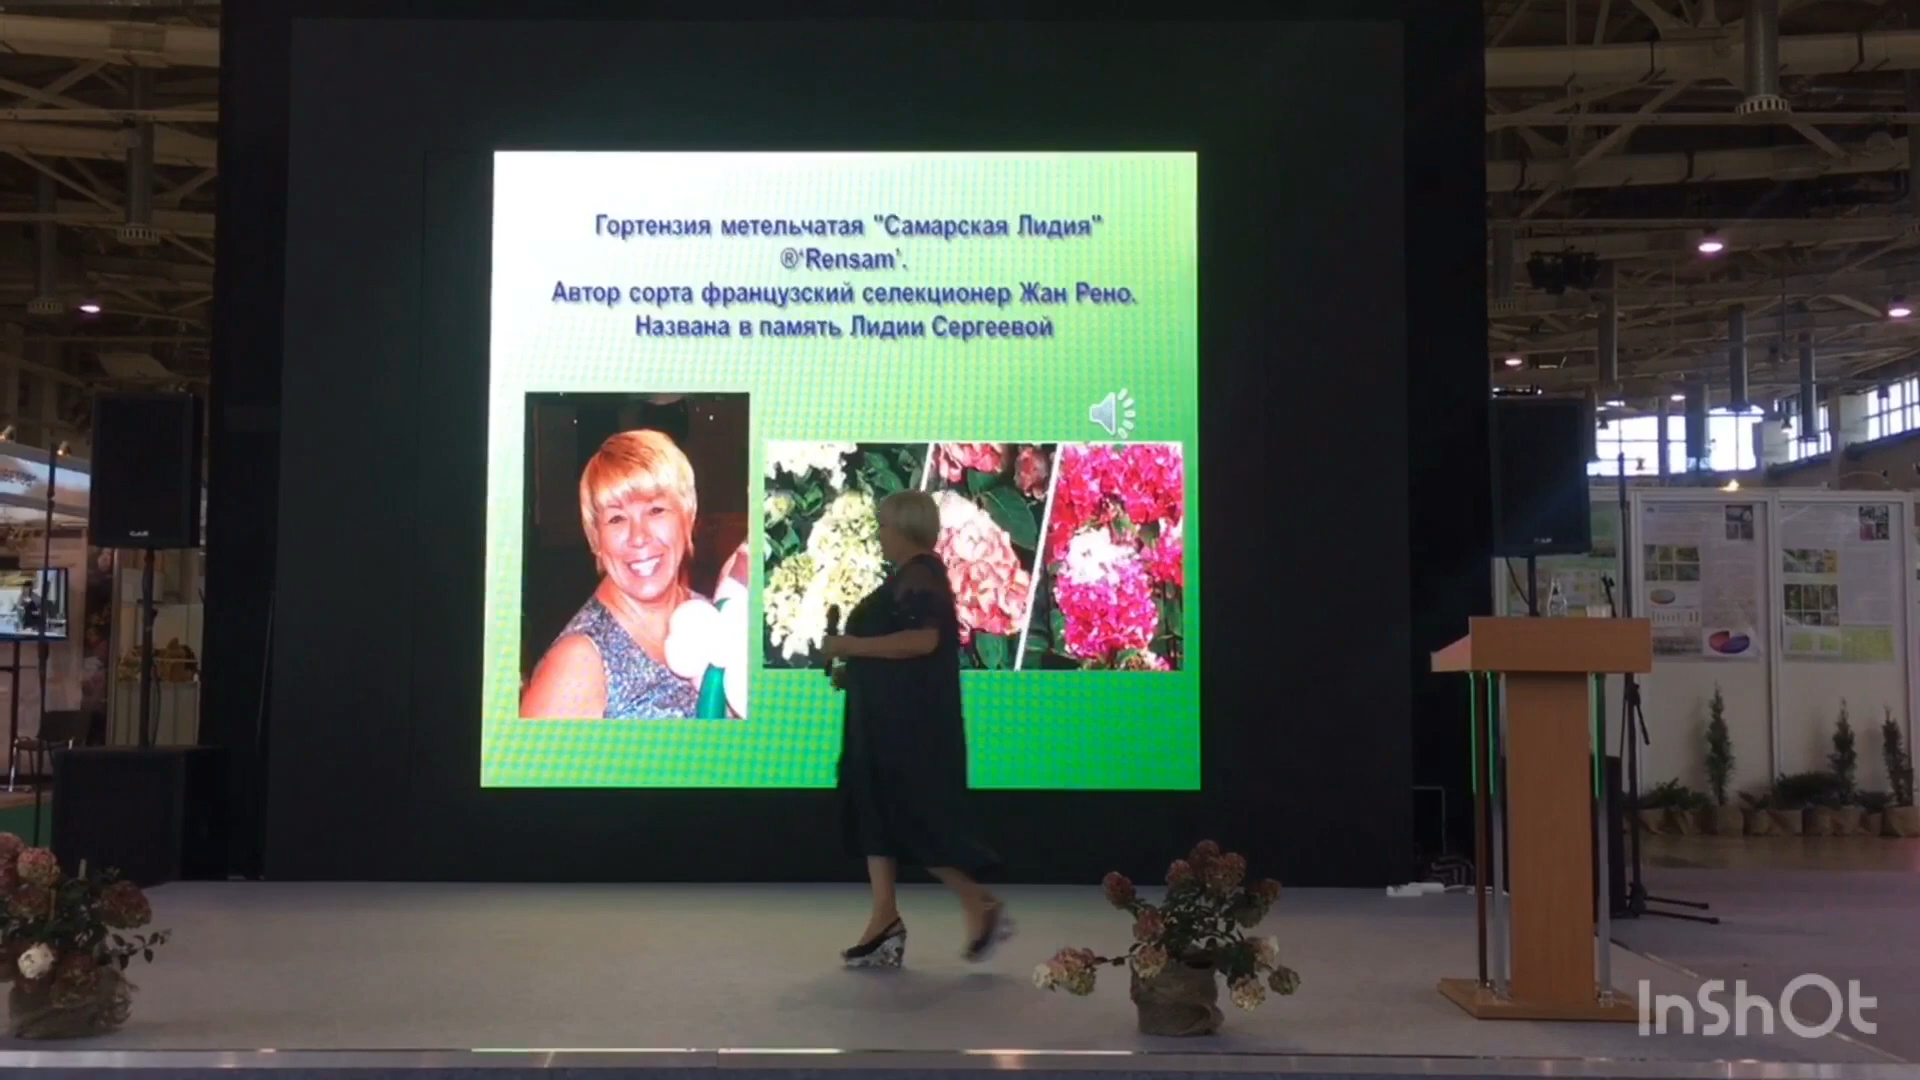 Гортензия метельчатая "Самарская Лидия"
®‘Rensam’.
Автор сорта французский селекционер Жан Рено.
Названа в память Лидии Сергеевой
InShOt